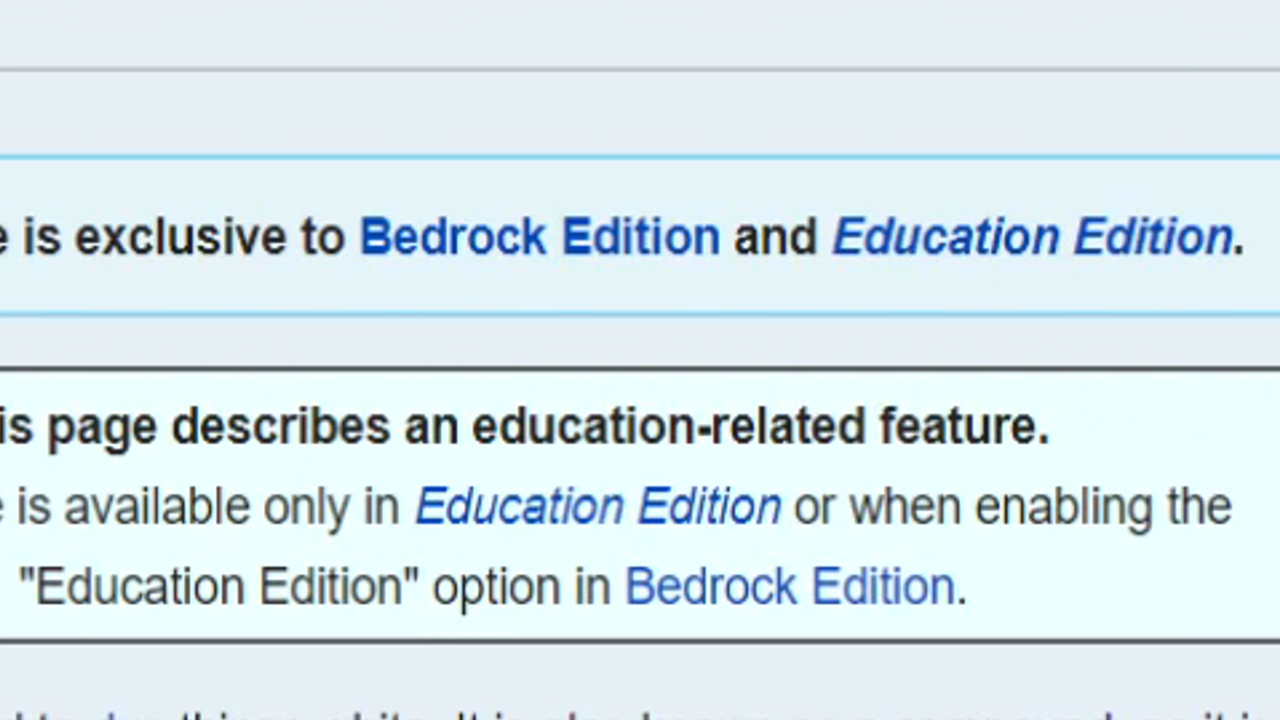 is exclusive to Bedrock Edition and Education Edition.
is page describes an education-related feature.
is available only in Education Edition or when enabling the
"Education Edition" option in Bedrock Edition.